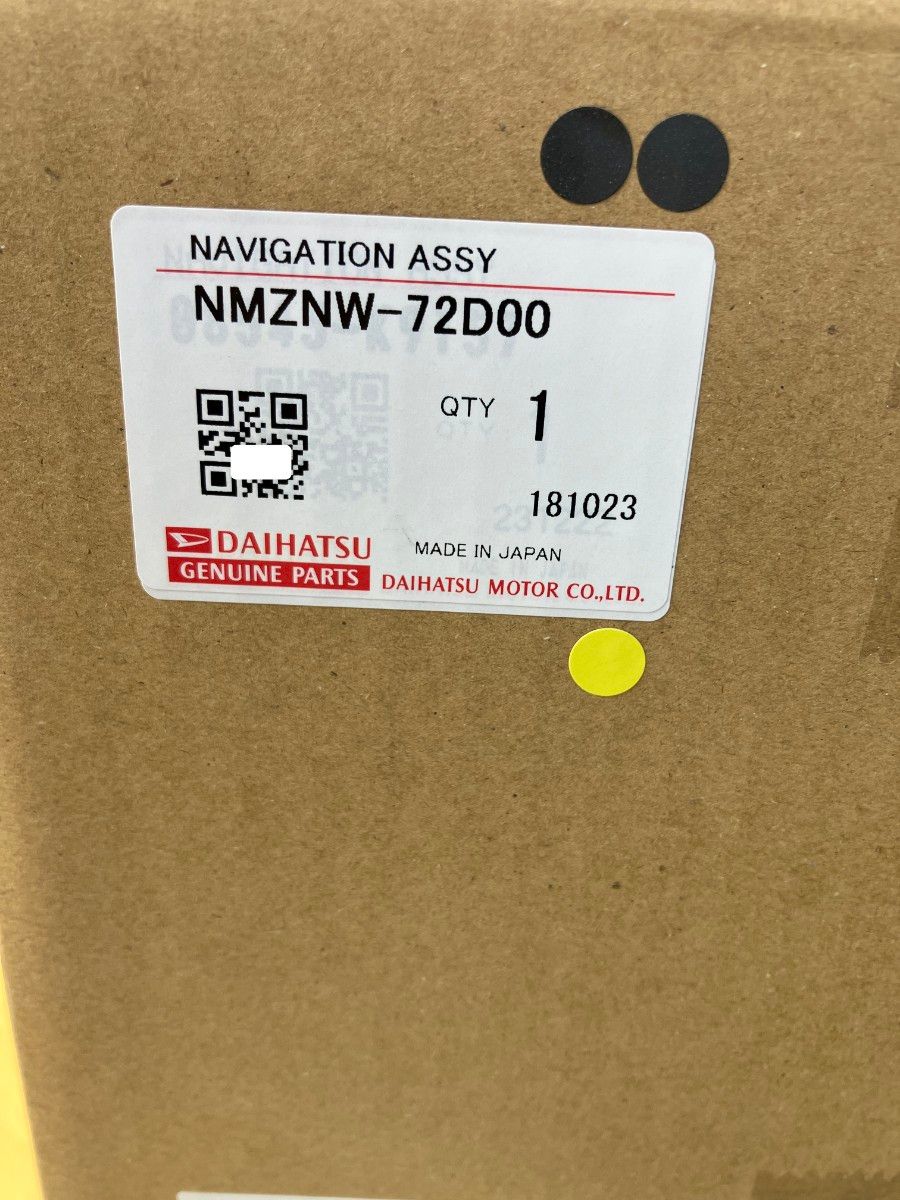 NAVIGATION ASSY
NMZNW-72D00
QTY 1
181023
DAIHATSU
GENUINE PARTS
MADE IN JAPAN
DAIHATSU MOTOR CO.,LTD.